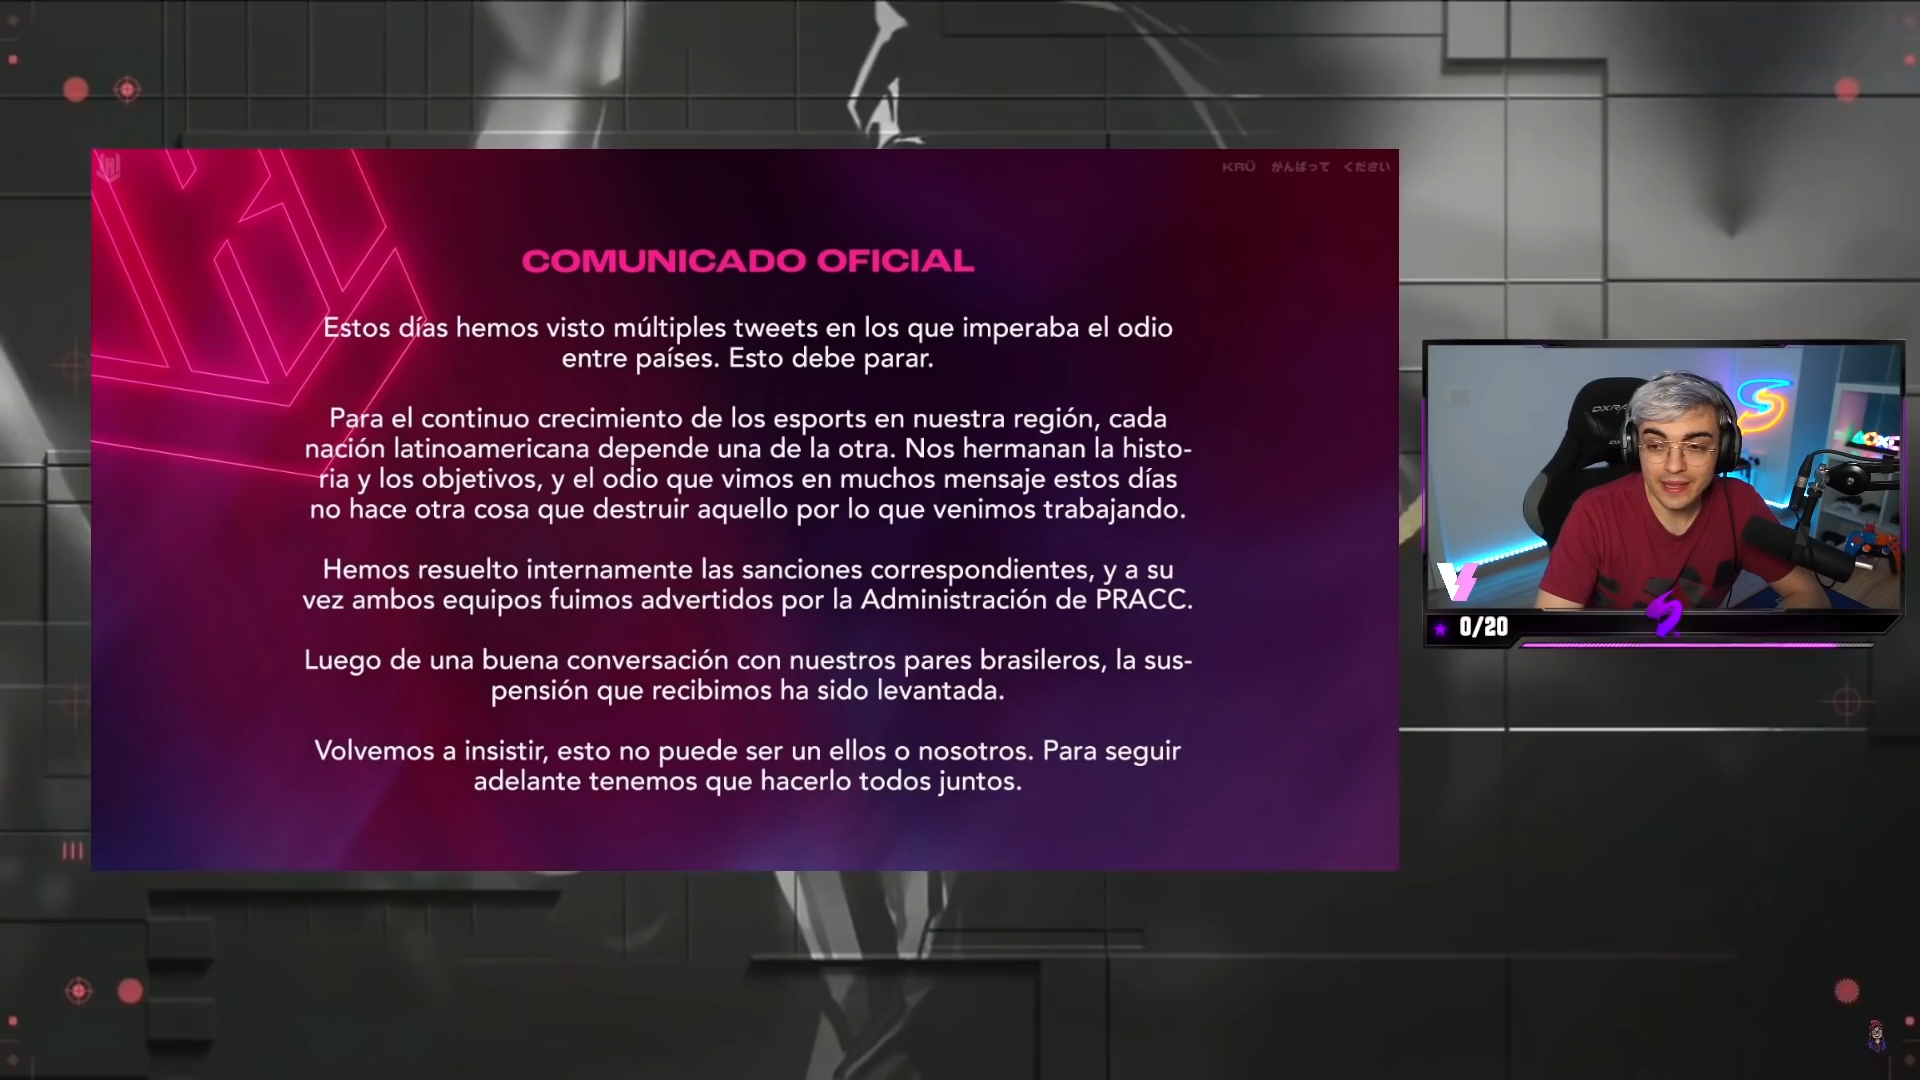 KRÜ がんばって ください
COMUNICADO OFICIAL
Estos días hemos visto múltiples tweets en los que imperaba el odio
entre países. Esto debe parar.
Para el continuo crecimiento de los esports en nuestra región, cada
nación latinoamericana depende una de la otra. Nos hermanan la histo-
ria y los objetivos, y el odio que vimos en muchos mensaje estos días
no hace otra cosa que destruir aquello por lo que venimos trabajando.
Hemos resuelto internamente las sanciones correspondientes, y a su
vez ambos equipos fuimos advertidos por la Administración de PRACC.
Luego de una buena conversación con nuestros pares brasileros, la sus-
pensión que recibimos ha sido levantada.
Volvemos a insistir, esto no puede ser un ellos o nosotros. Para seguir
adelante tenemos que hacerlo todos juntos.
0/20